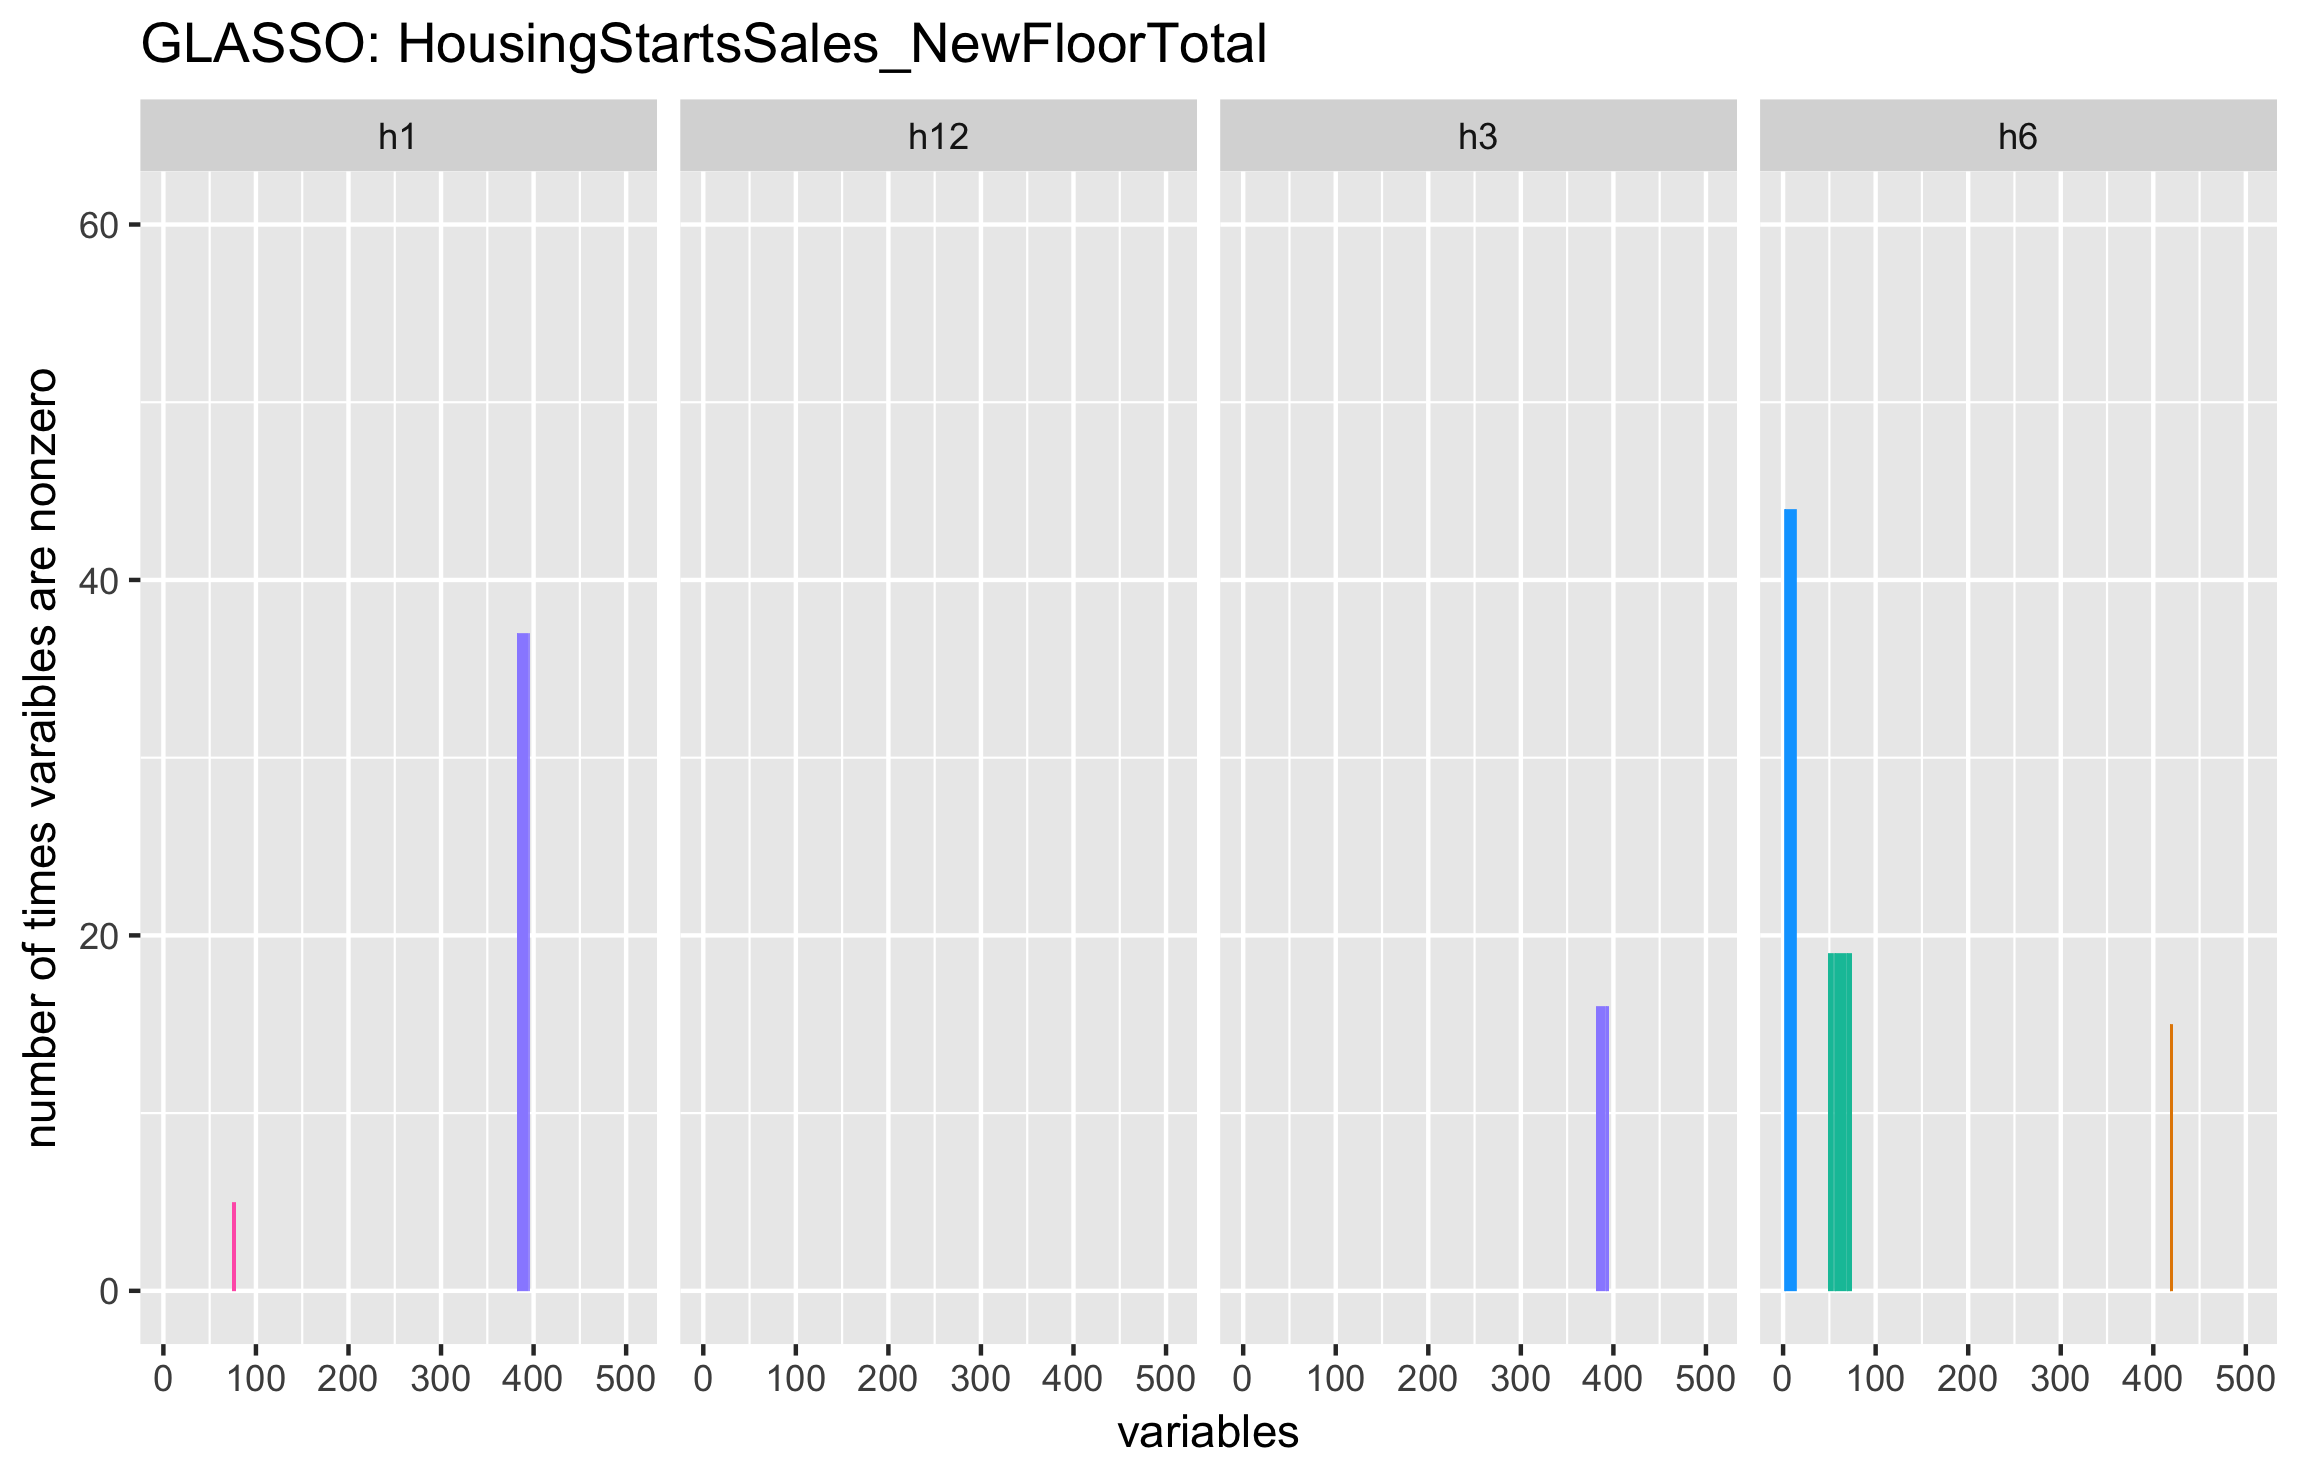 GLASSO: HousingStartsSales_NewFloorTotal
h1 h12 h3 h6
number of times varaibles are nonzero
60
40
20
0
0 100 200 300 400 500 0 100 200 300 400 500 0 100 200 300 400 500 0 100 200 300 400 500
variables